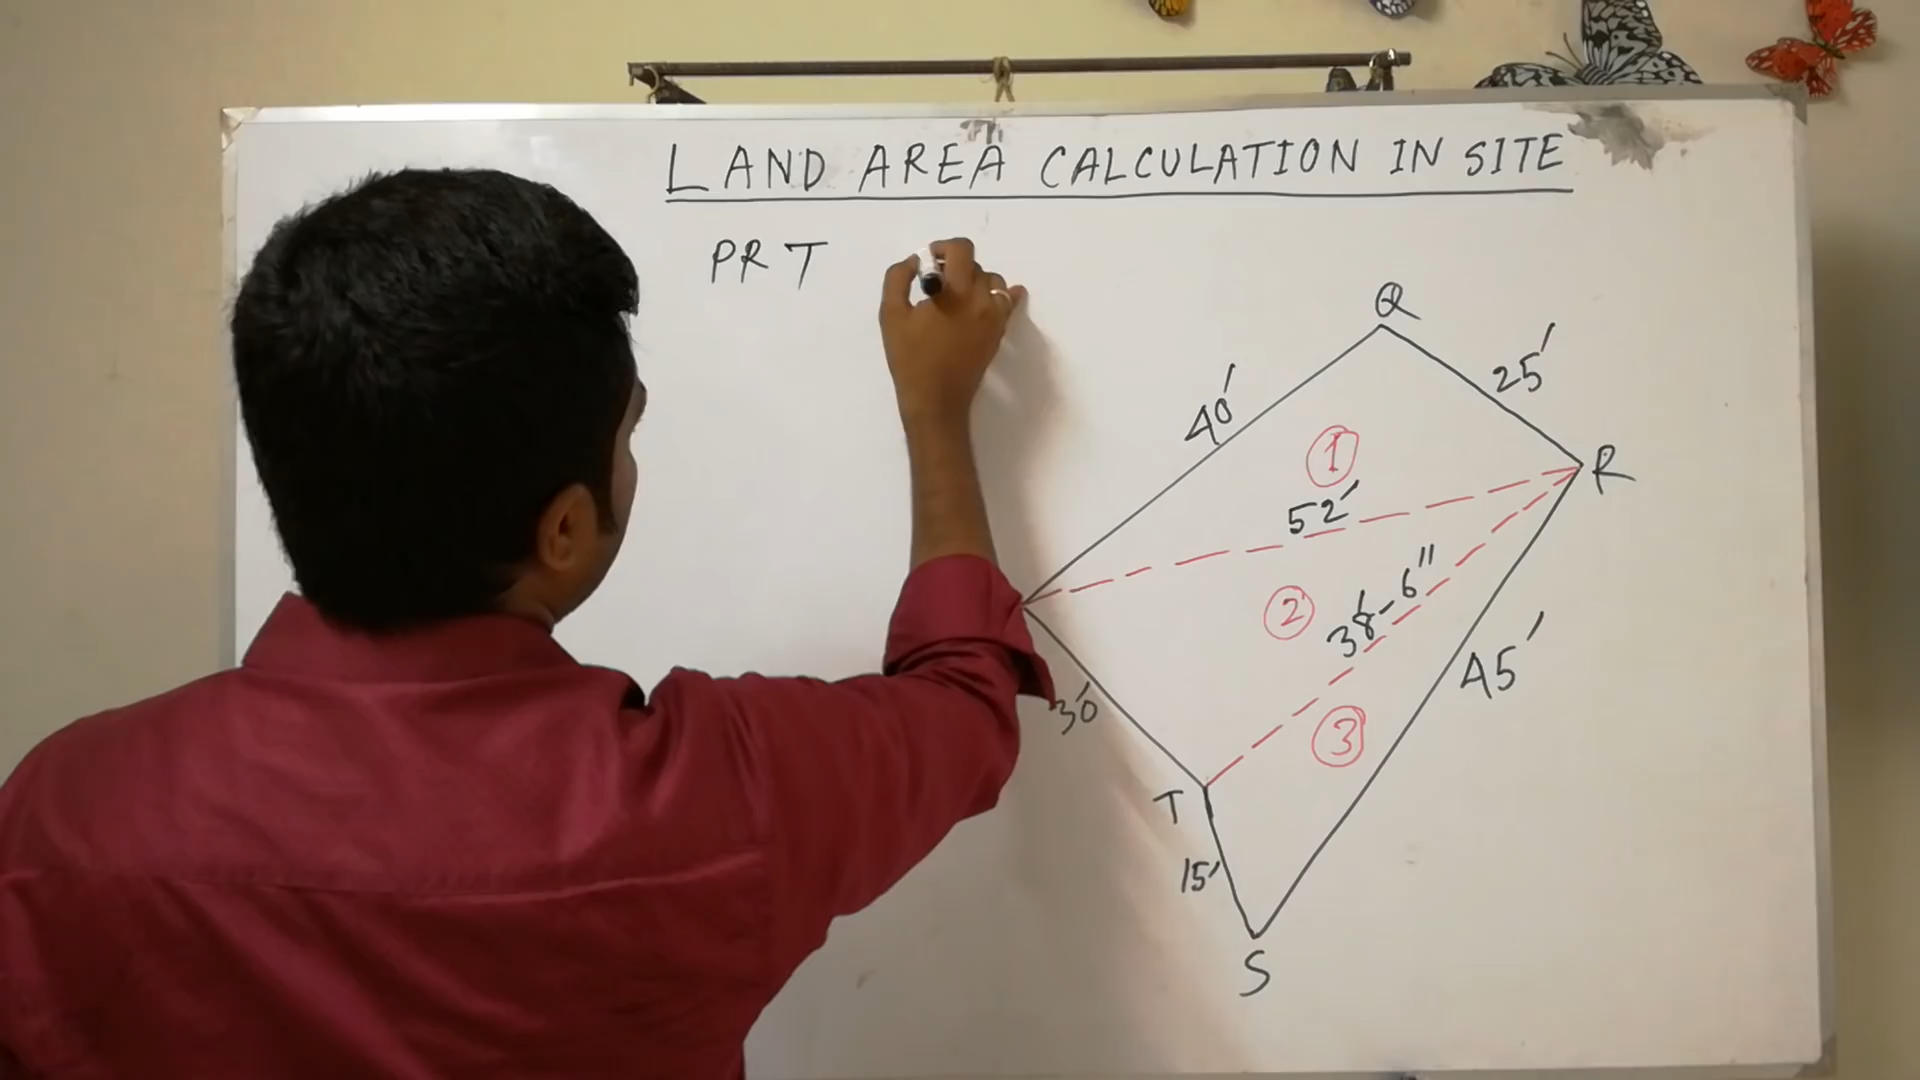 LAND AREA CALCULATION IN SITE
PRT
Q
25'
40'
1
R
52'
38'-6"
2
45'
30'
3
T
15'
S